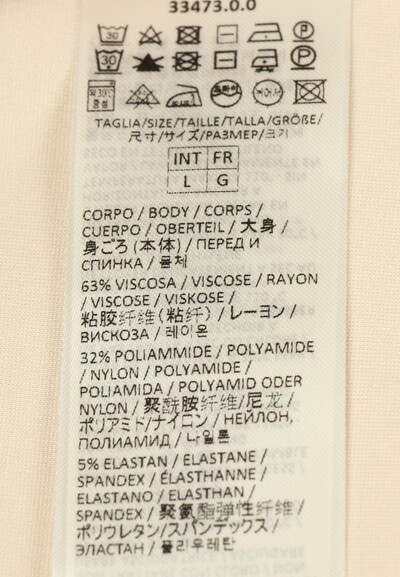 33473.0.0
TAGLIA/SIZE/TAILLE/TALLA/GRÖßE/
尺寸/サイズ/РАЗМЕР/크기
INT FR
L G
CORPO / BODY / CORPS /
CUERPO / OBERTEIL / 大身/
身ごろ(本体) / ПЕРЕД И
СПИНКА / 몸체
63% VISCOSA / VISCOSE / RAYON
/ VISCOSE / VISKOSE /
粘胶纤维(粘纤) / レーヨン /
ВИСКОЗА / 레이온
32% POLIAMMIDE / POLYAMIDE
/ NYLON / POLYAMIDE /
POLIAMIDA / POLYAMID ODER
NYLON / 聚酰胺纤维/尼龙 /
ポリアミド/ナイロン / НЕЙЛОН,
ПОЛИАМИД / 나일론
5% ELASTAN / ELASTANE /
SPANDEX / ÉLASTHANNE /
ELASTANO / ELASTHAN /
SPANDEX / 聚氨酯弹性纤维 /
ポリウレタン/スパンデックス /
ЭЛАСТАН / 폴리우레탄